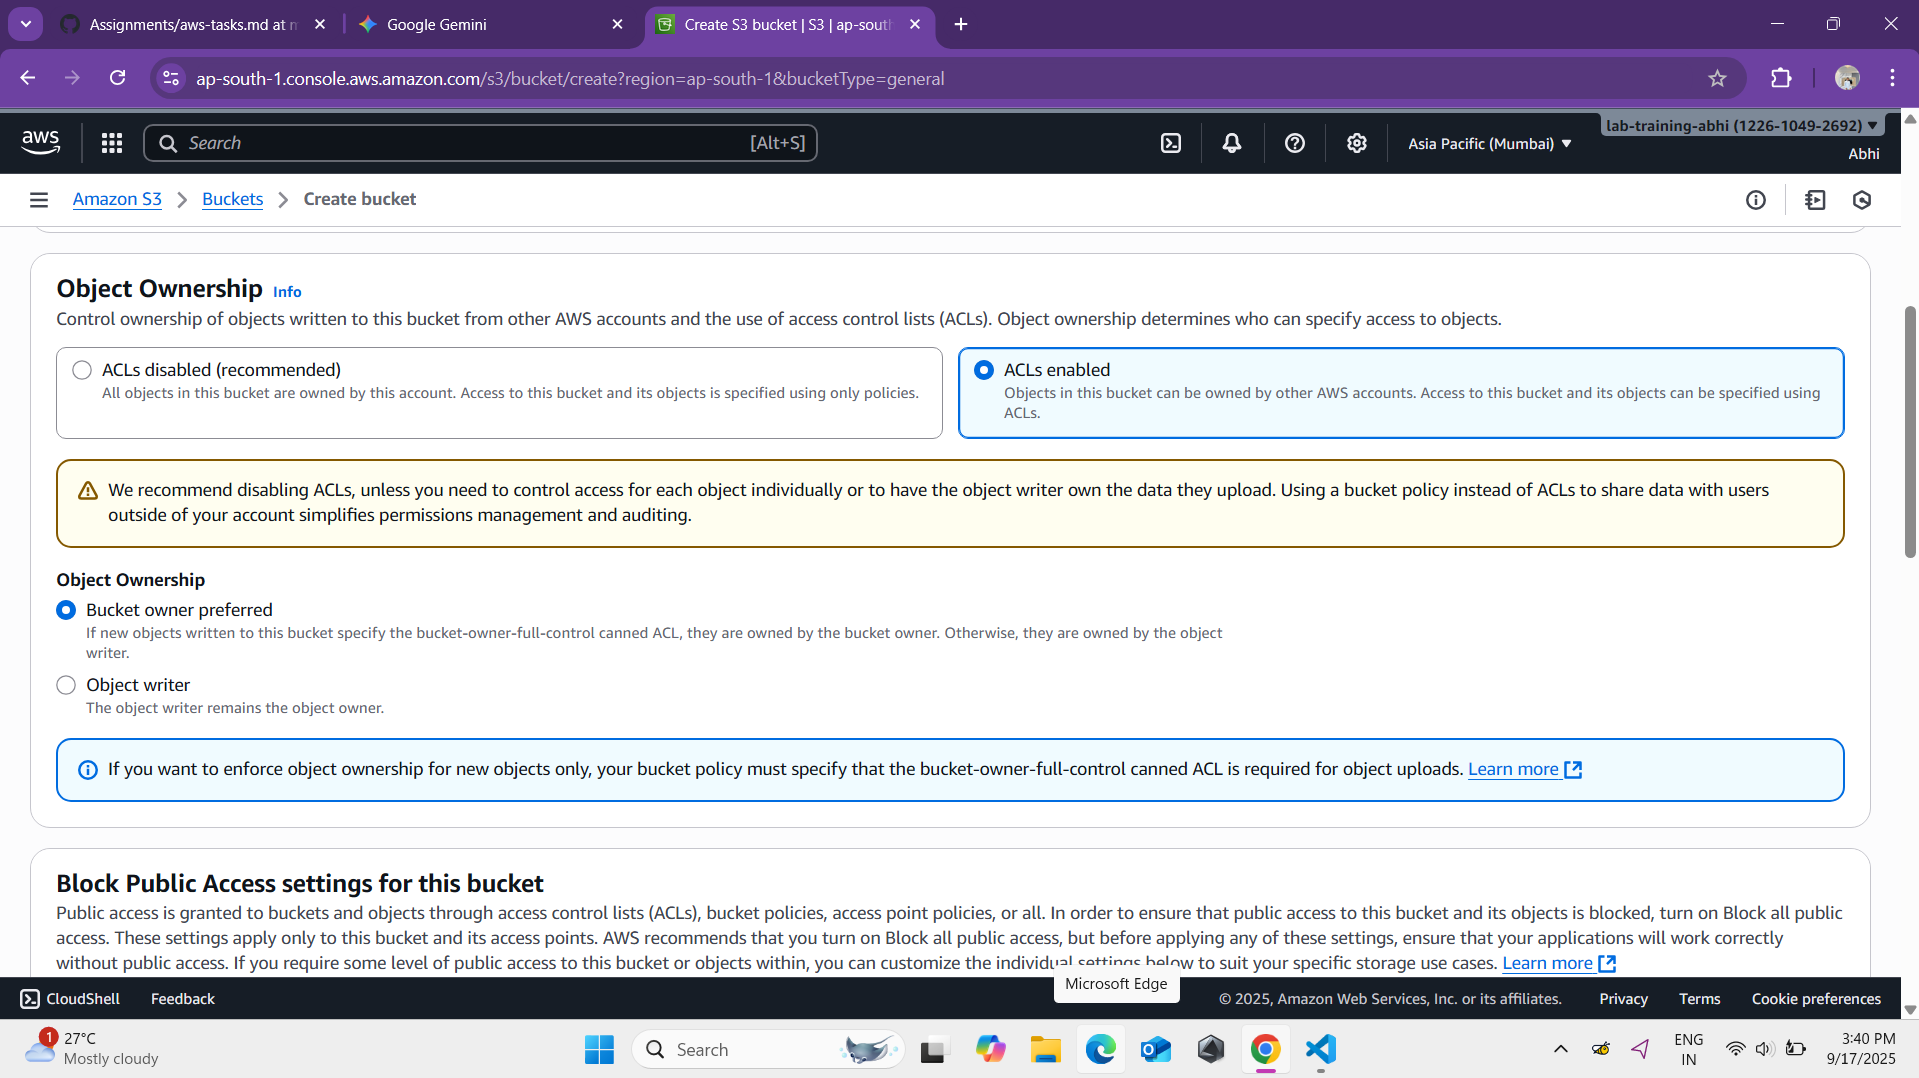 Assignments/aws-tasks.md at m
Google Gemini
Create S3 bucket | S3 | ap-sout
ap-south-1.console.aws.amazon.com/s3/bucket/create?region=ap-south-1&bucketType=general
aws
Search
[Alt+S]
Asia Pacific (Mumbai)
lab-training-abhi (1226-1049-2692)
Abhi
Amazon S3
Buckets
Create bucket
Object Ownership Info
Control ownership of objects written to this bucket from other AWS accounts and the use of access control lists (ACLs). Object ownership determines who can specify access to objects.
ACLs disabled (recommended)
All objects in this bucket are owned by this account. Access to this bucket and its objects is specified using only policies.
ACLs enabled
Objects in this bucket can be owned by other AWS accounts. Access to this bucket and its objects can be specified using
ACLs.
We recommend disabling ACLs, unless you need to control access for each object individually or to have the object writer own the data they upload. Using a bucket policy instead of ACLs to share data with users
outside of your account simplifies permissions management and auditing.
Object Ownership
Bucket owner preferred
If new objects written to this bucket specify the bucket-owner-full-control canned ACL, they are owned by the bucket owner. Otherwise, they are owned by the object
writer.
Object writer
The object writer remains the object owner.
If you want to enforce object ownership for new objects only, your bucket policy must specify that the bucket-owner-full-control canned ACL is required for object uploads. Learn more
Block Public Access settings for this bucket
Public access is granted to buckets and objects through access control lists (ACLs), bucket policies, access point policies, or all. In order to ensure that public access to this bucket and its objects is blocked, turn on Block all public
access. These settings apply only to this bucket and its access points. AWS recommends that you turn on Block all public access, but before applying any of these settings, ensure that your applications will work correctly
without public access. If you require some level of public access to this bucket or objects within, you can customize the individual settings below to suit your specific storage use cases. Learn more
Microsoft Edge
CloudShell
Feedback
© 2025, Amazon Web Services, Inc. or its affiliates.
Privacy
Terms
Cookie preferences
1
27°C
Mostly cloudy
Search
ENG
IN
3:40 PM
9/17/2025